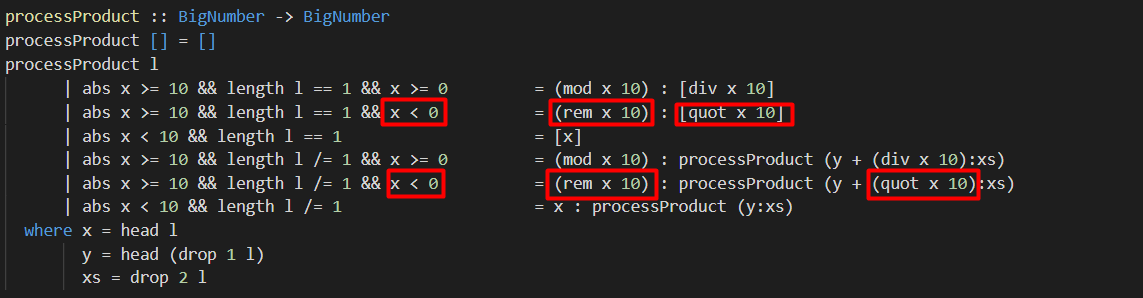 processProduct :: BigNumber -> BigNumber
processProduct [] = []
processProduct l
| abs x >= 10 && length l == 1 && x >= 0 = (mod x 10) : [div x 10]
| abs x >= 10 && length l == 1 && x < 0 = (rem x 10) : [quot x 10]
| abs x < 10 && length l == 1 = [x]
| abs x >= 10 && length l /= 1 && x >= 0 = (mod x 10) : processProduct (y + (div x 10):xs)
| abs x >= 10 && length l /= 1 && x < 0 = (rem x 10) : processProduct (y + (quot x 10):xs)
| abs x < 10 && length l /= 1 = x : processProduct (y:xs)
where x = head l
y = head (drop 1 l)
xs = drop 2 l